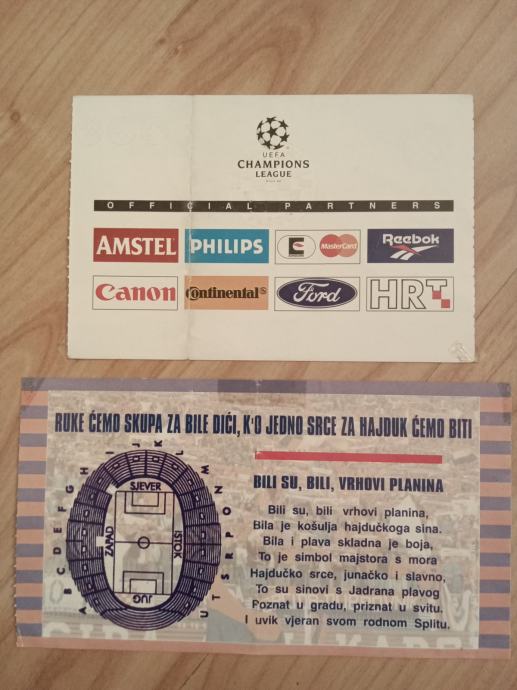 UEFA
CHAMPIONS
LEAGUE
OFFICIAL PARTNERS
AMSTEL
PHILIPS
MasterCard
Reebok
Canon
Continental
Ford
HRT
RUKE ĆEMO SKUPA ZA BILE DIĆI, K'O JEDNO SRCE ZA HAJDUK ĆEMO BITI
A B C D E F G H I J K L M N O P R S T U
SJEVER
ZAPAD
ISTOK
JUG
BILI SU, BILI, VRHOVI PLANINA
Bili su, bili vrhovi planina,
Bila je košulja hajdučkoga sina.
Bila i plava skladna je boja,
To je simbol majstora s mora
Hajdučko srce, junačko i slavno,
To su sinovi s Jadrana plavog
Poznat u gradu, priznat u svitu.
I uvik vjeran svom rodnom Splitu.